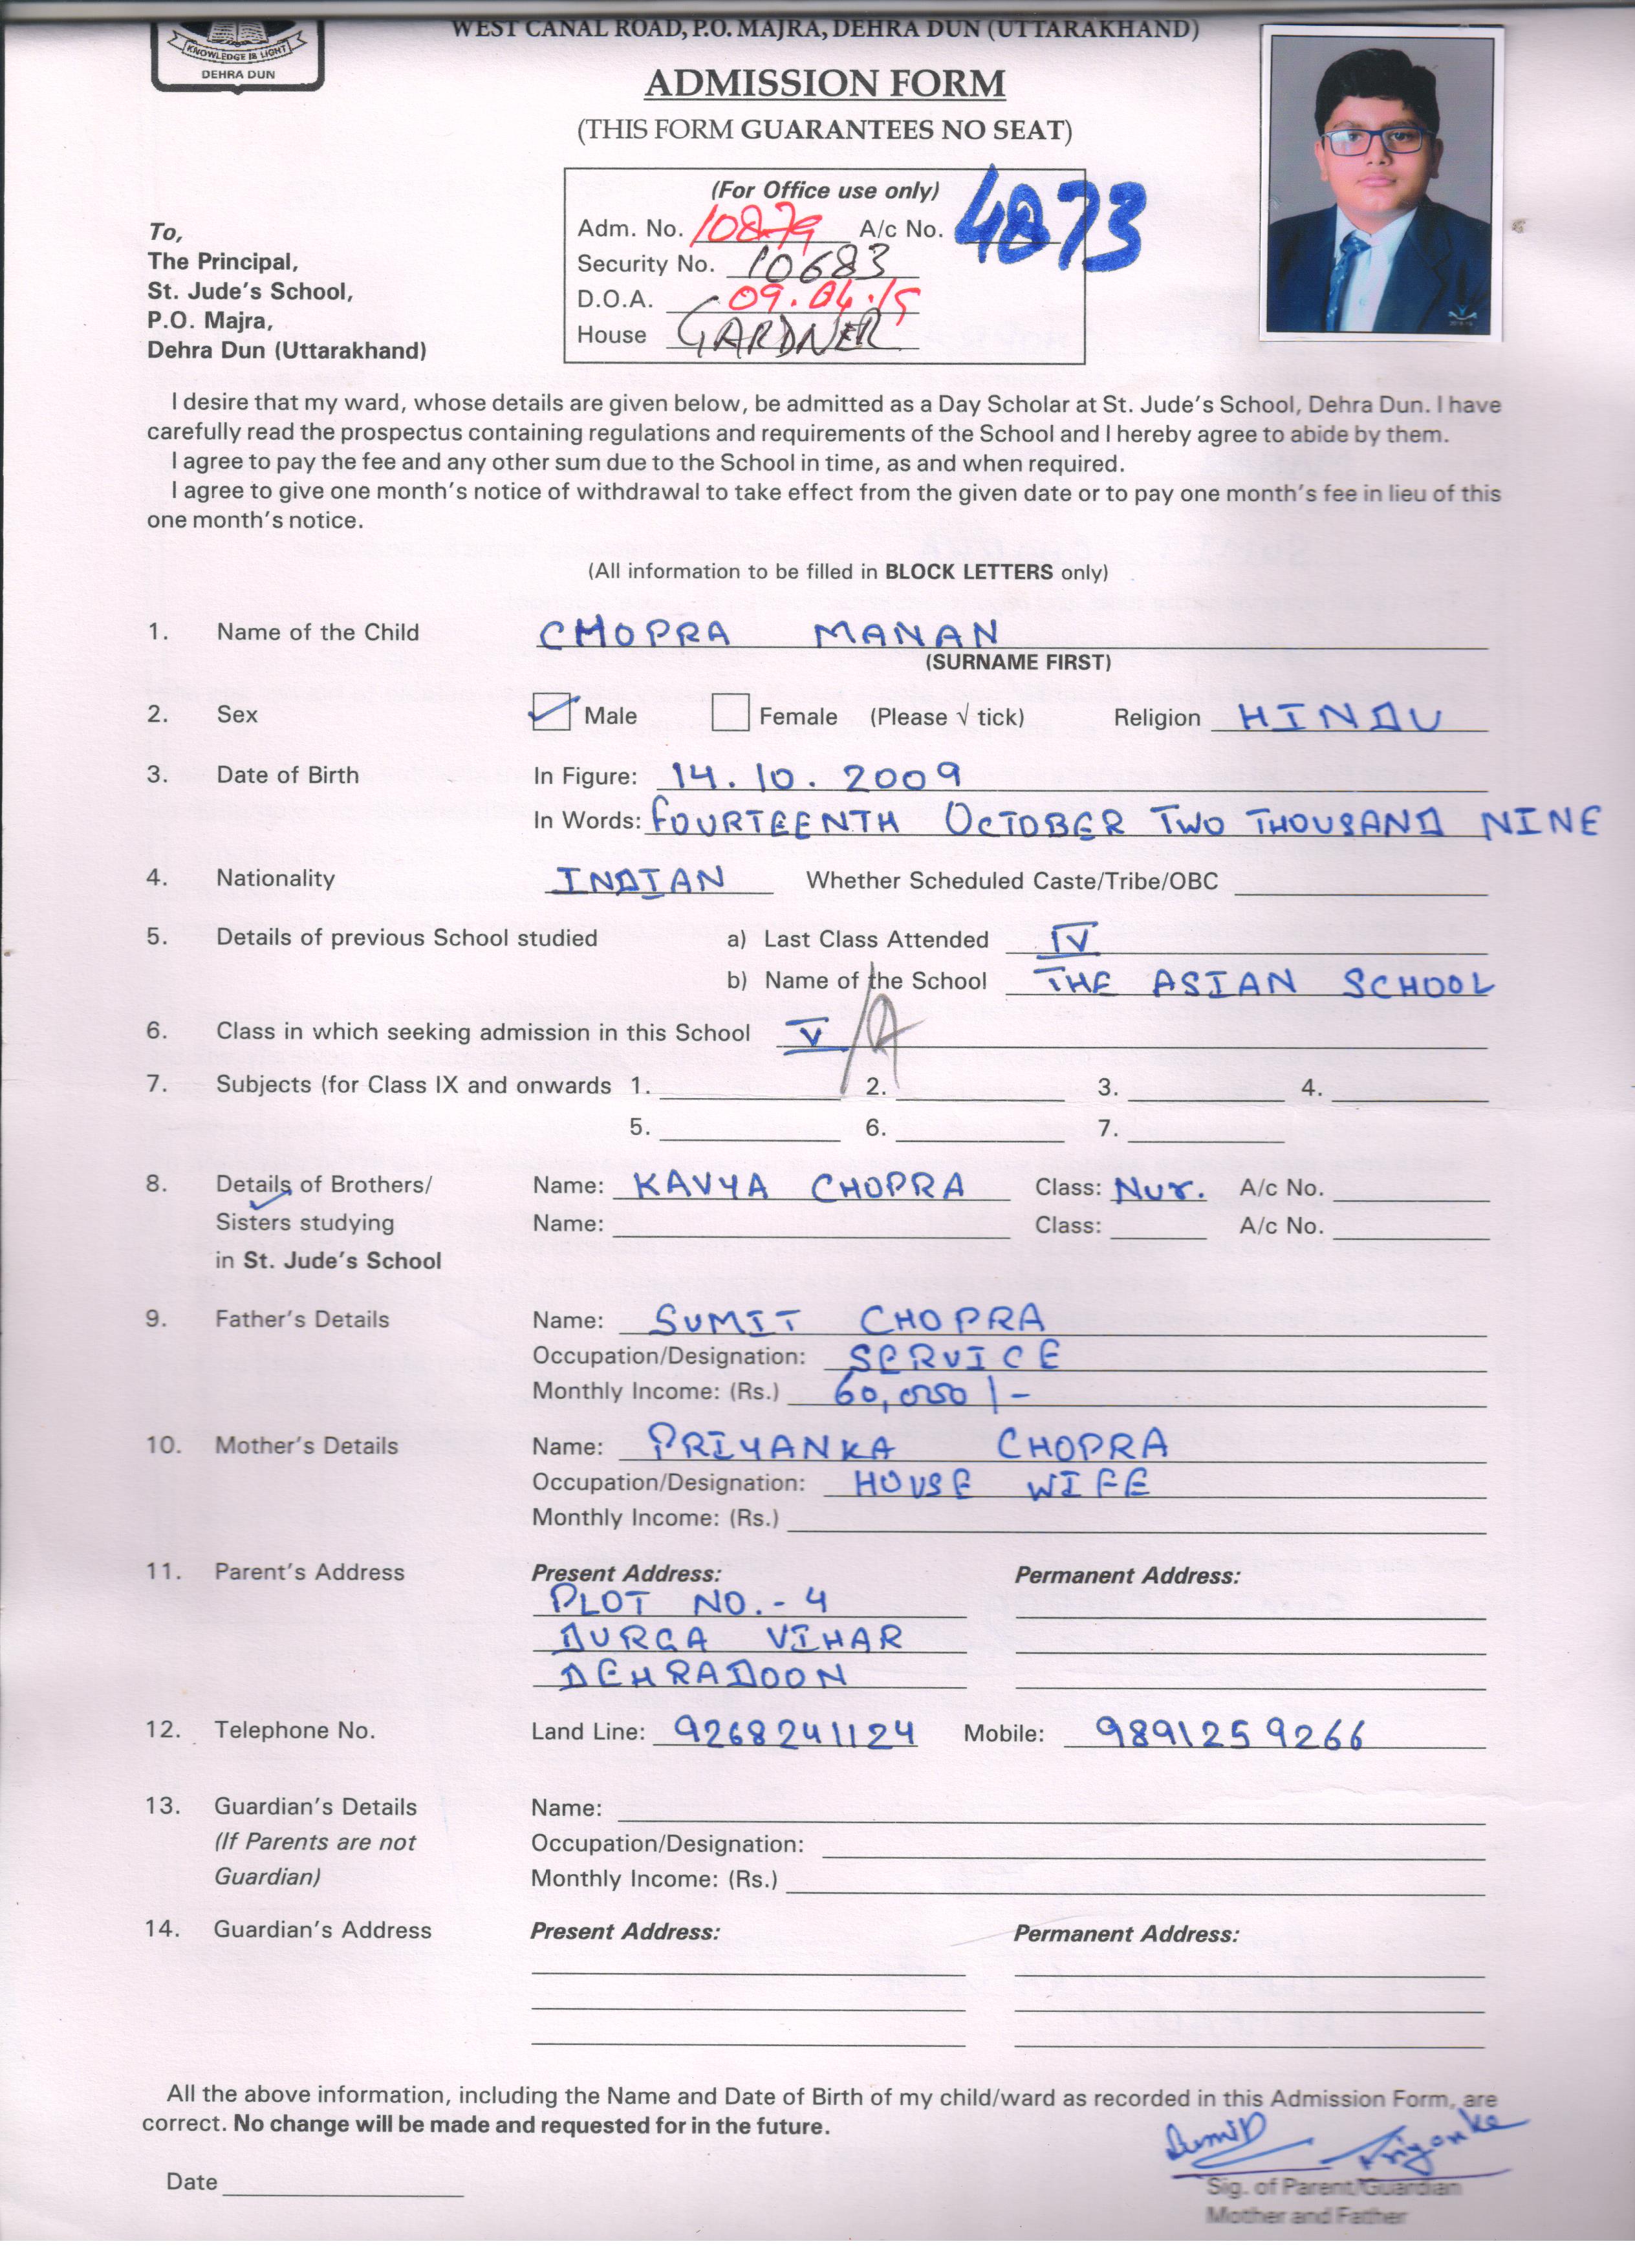 KNOWLEDGE IS LIGHT
DEHRA DUN
WEST CANAL ROAD, P.O. MAJRA, DEHRA DUN (UTTARAKHAND)
ADMISSION FORM
(THIS FORM GUARANTEES NO SEAT)
(For Office use only)
Adm. No. 10879 A/c No. 4873
Security No. 10683
D.O.A. 09.04.19
House GARDNER
To,
The Principal,
St. Jude's School,
P.O. Majra,
Dehra Dun (Uttarakhand)
I desire that my ward, whose details are given below, be admitted as a Day Scholar at St. Jude's School, Dehra Dun. I have
carefully read the prospectus containing regulations and requirements of the School and I hereby agree to abide by them.
I agree to pay the fee and any other sum due to the School in time, as and when required.
I agree to give one month's notice of withdrawal to take effect from the given date or to pay one month's fee in lieu of this
one month's notice.
(All information to be filled in BLOCK LETTERS only)
1. Name of the Child CHOPRA MANAN
(SURNAME FIRST)
2. Sex Male Female (Please √ tick) Religion HINDU
3. Date of Birth In Figure: 14.10.2009
In Words: FOURTEENTH OCTOBER TWO THOUSAND NINE
4. Nationality INDIAN Whether Scheduled Caste/Tribe/OBC
5. Details of previous School studied a) Last Class Attended IV
b) Name of the School THE ASIAN SCHOOL
6. Class in which seeking admission in this School V/A
7. Subjects (for Class IX and onwards 1. 2. 3. 4.
5. 6. 7.
8. Details of Brothers/ Name: KAVYA CHOPRA Class: Nur. A/c No.
Sisters studying Name: Class: A/c No.
in St. Jude's School
9. Father's Details Name: SUMIT CHOPRA
Occupation/Designation: SERVICE
Monthly Income: (Rs.) 60,000/-
10. Mother's Details Name: PRIYANKA CHOPRA
Occupation/Designation: HOUSE WIFE
Monthly Income: (Rs.)
11. Parent's Address Present Address: Permanent Address:
PLOT NO.-4
DURGA VIHAR
DEHRADOON
12. Telephone No. Land Line: 9268241124 Mobile: 9891259266
13. Guardian's Details Name:
(If Parents are not Occupation/Designation:
Guardian) Monthly Income: (Rs.)
14. Guardian's Address Present Address: Permanent Address:
All the above information, including the Name and Date of Birth of my child/ward as recorded in this Admission Form, are
correct. No change will be made and requested for in the future.
Sumit Priyanka
Date Sig. of Parent/Guardian
Mother and Father